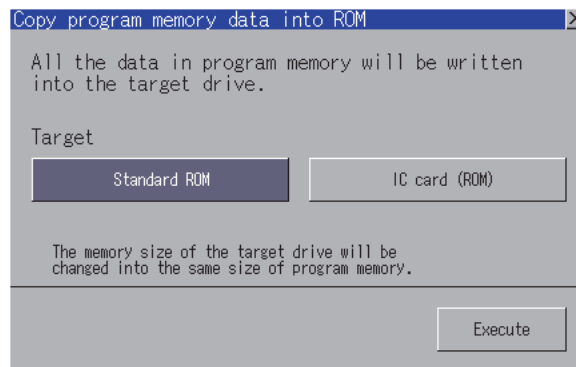 Copy program memory data into ROM
All the data in program memory will be written
into the target drive.
Target
Standard ROM
IC card (ROM)
The memory size of the target drive will be
changed into the same size of program memory.
Execute